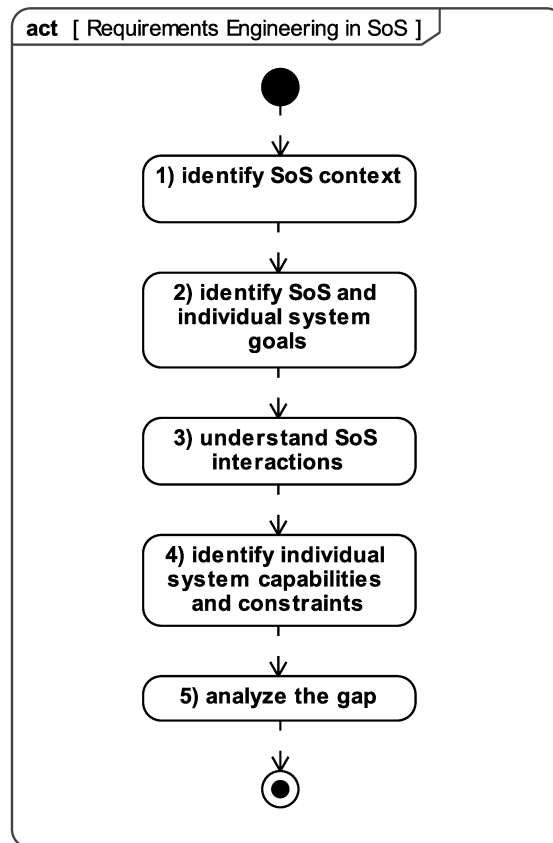 act [ Requirements Engineering in SoS ]
1) identify SoS context
2) identify SoS and
individual system
goals
3) understand SoS
interactions
4) identify individual
system capabilities
and constraints
5) analyze the gap